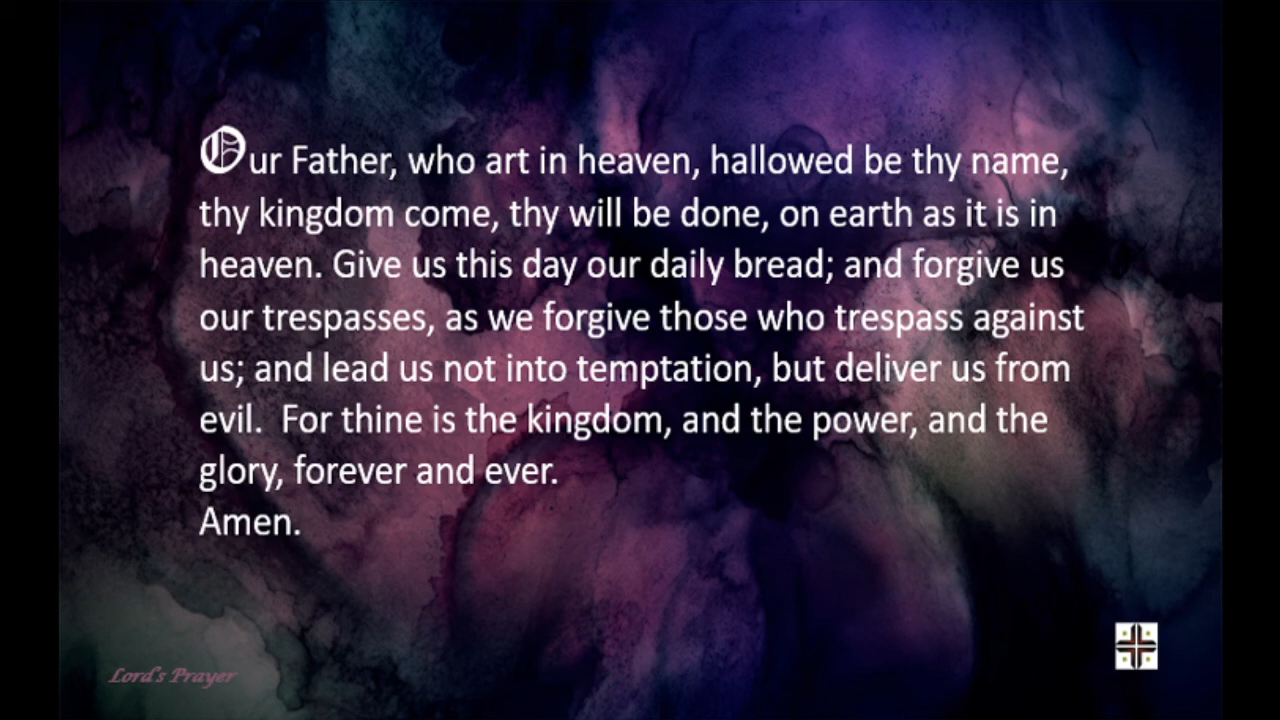 Our Father, who art in heaven, hallowed be thy name,
thy kingdom come, thy will be done, on earth as it is in
heaven. Give us this day our daily bread; and forgive us
our trespasses, as we forgive those who trespass against
us; and lead us not into temptation, but deliver us from
evil.  For thine is the kingdom, and the power, and the
glory, forever and ever.
Amen.
Lord's Prayer